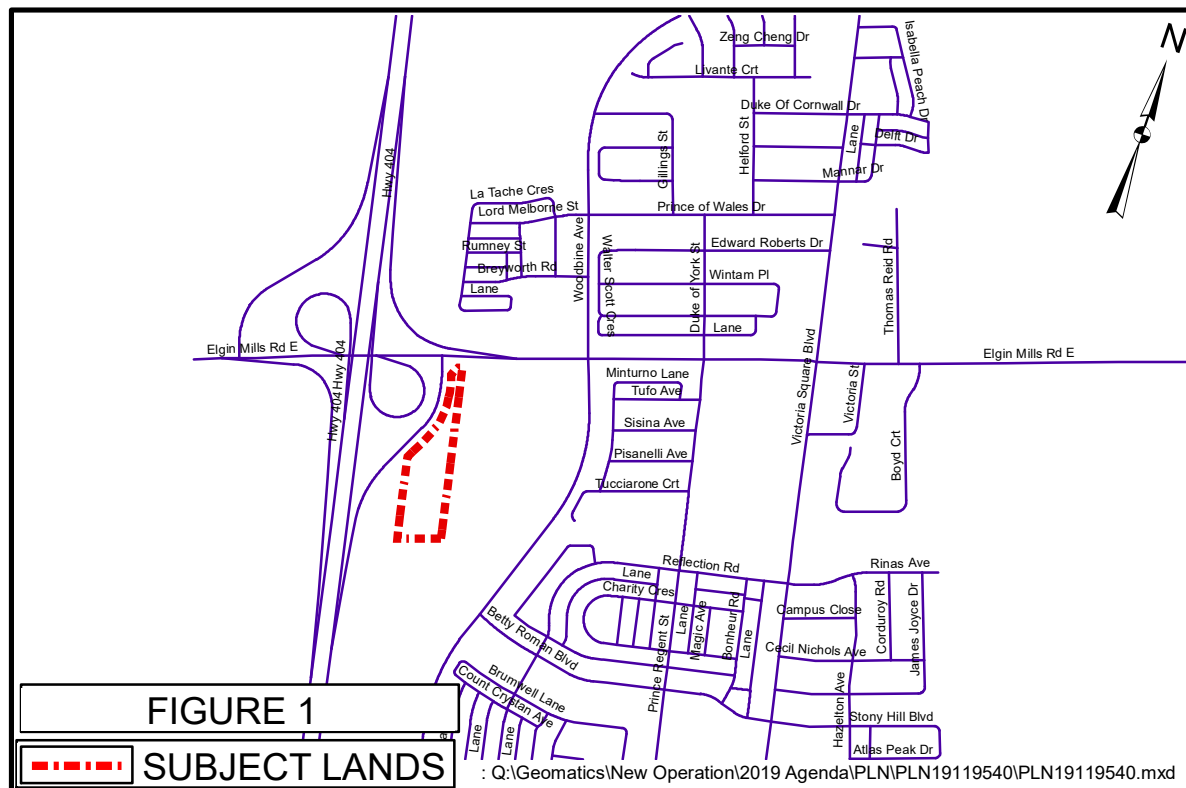 Zeng Cheng Dr
Isabella Peach Dr
N
Livante Crt
Duke Of Cornwall Dr
Hwy 404
Gillings St
Helford St
Lane
Delft Dr
Mannar Dr
La Tache Cres
Lord Melborne St
Prince of Wales Dr
Rumney St
Woodbine Ave
Walter Scott Cres
Duke of York St
Edward Roberts Dr
Breyworth Rd
Wintam Pl
Thomas Reid Rd
Lane
Lane
Elgin Mills Rd E
Hwy 404
Hwy 404
Victoria Square Blvd
Elgin Mills Rd E
Minturno Lane
Tufo Ave
Victoria St
Sisina Ave
Boyd Crt
Pisanelli Ave
Tucciarone Crt
Reflection Rd
Rinas Ave
Lane
Charity Cres
Corduroy Rd
James Joyce Dr
Betty Roman Blvd
Prince Regent St
Lane
Magic Ave
Bonheur Rd
Lane
Campus Close
Cecil Nichols Ave
Brumwell Lane
Count Crystan Ave
Hazelton Ave
Stony Hill Blvd
Lane
Lane
Atlas Peak Dr
FIGURE 1
SUBJECT LANDS
: Q:\Geomatics\New Operation\2019 Agenda\PLN\PLN19119540\PLN19119540.mxd